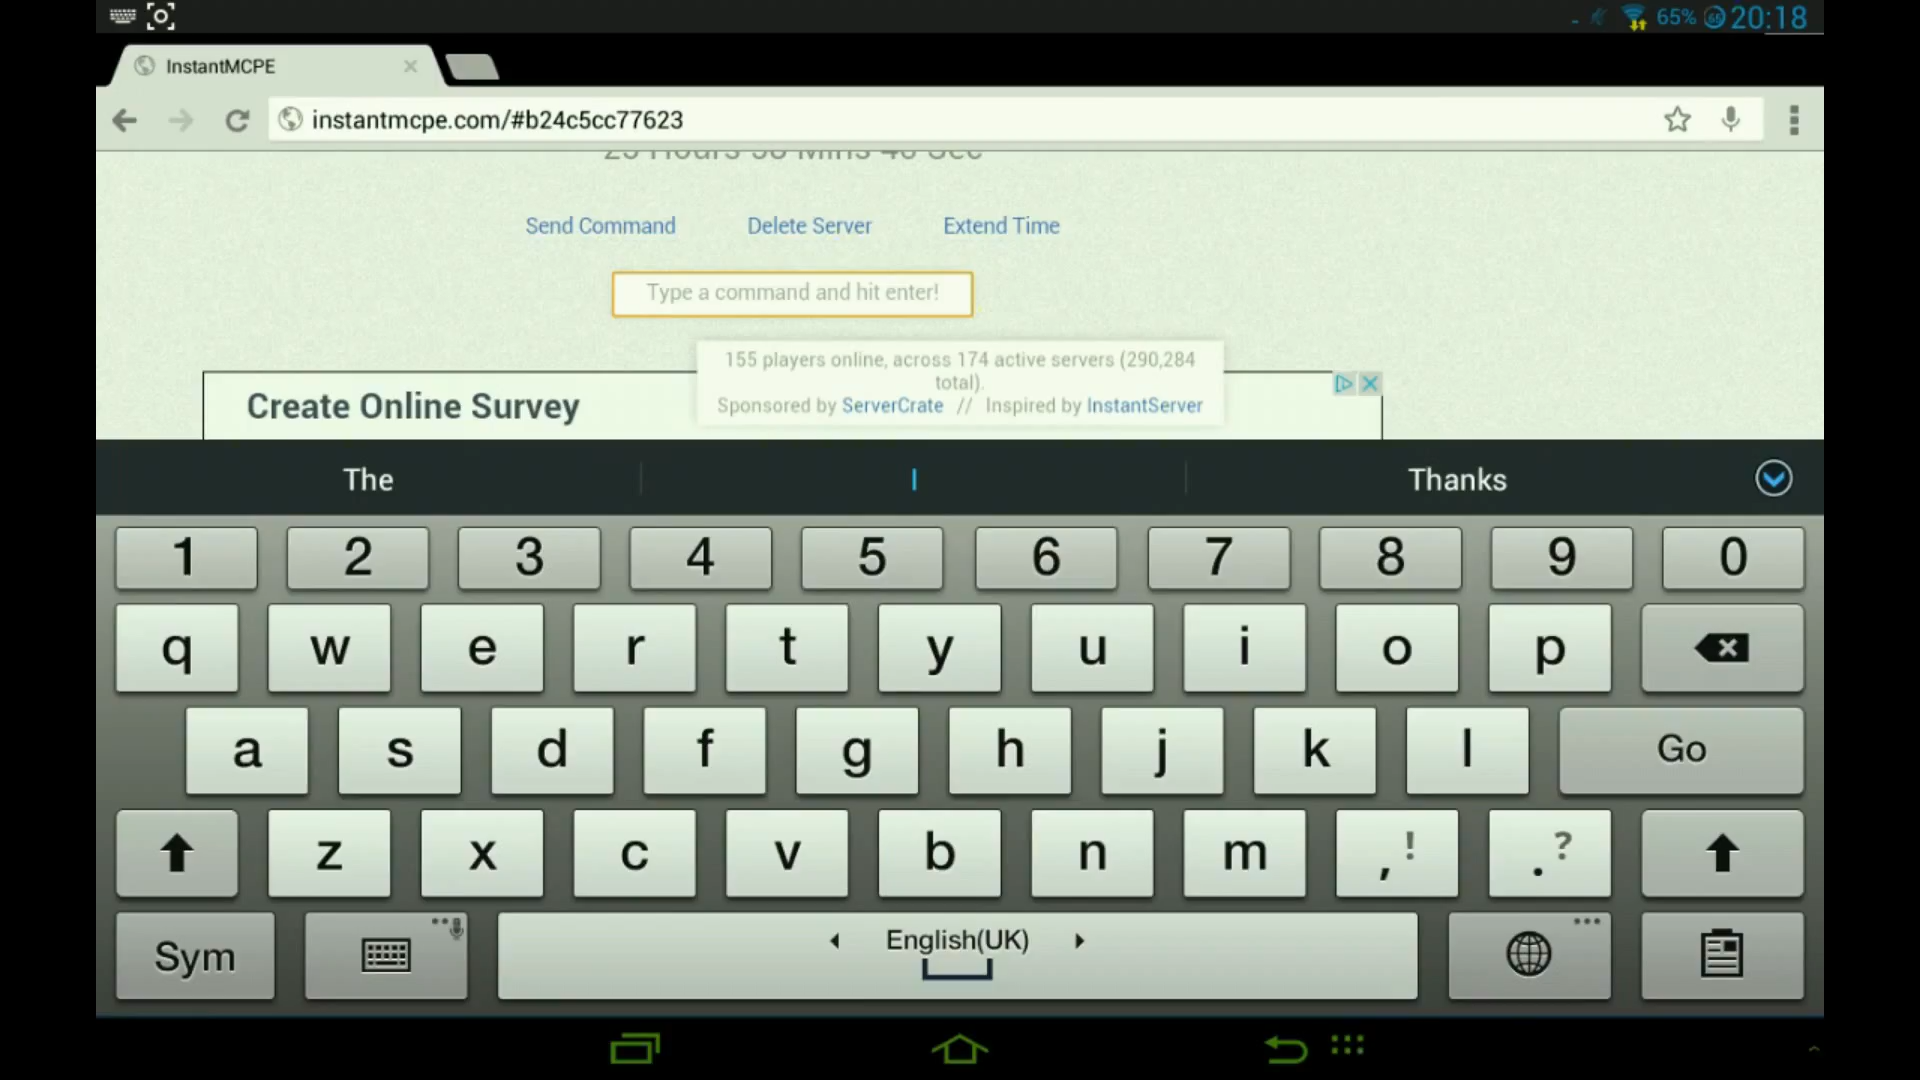 65% 65 20:18
InstantMCPE
instantmcpe.com/#b24c5cc77623
Send Command Delete Server Extend Time
Type a command and hit enter!
155 players online, across 174 active servers (290,284
total).
Sponsored by ServerCrate // Inspired by InstantServer
Create Online Survey
The I Thanks
1 2 3 4 5 6 7 8 9 0
q w e r t y u i o p
a s d f g h j k l Go
z x c v b n m , ! . ?
Sym English(UK)